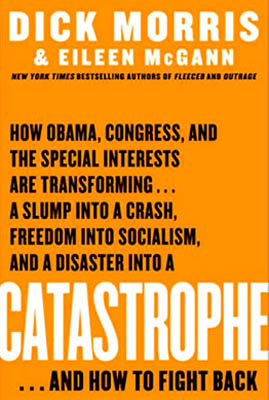 DICK MORRIS
& EILEEN McGANN
NEW YORK TIMES BESTSELLING AUTHORS OF FLEECED AND OUTRAGE
HOW OBAMA, CONGRESS, AND
THE SPECIAL INTERESTS
ARE TRANSFORMING...
A SLUMP INTO A CRASH,
FREEDOM INTO SOCIALISM,
AND A DISASTER INTO A
CATASTROPHE
...AND HOW TO FIGHT BACK